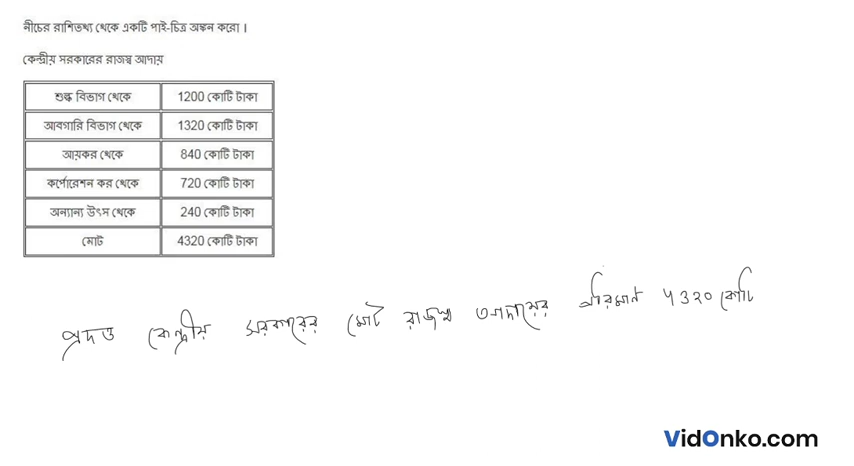 নীচের রাশিতথ্য থেকে একটি পাই-চিত্র অঙ্কন করো ।
কেন্দ্রীয় সরকারের রাজস্ব আদায়
শুল্ক বিভাগ থেকে 1200 কোটি টাকা
আবগারি বিভাগ থেকে 1320 কোটি টাকা
আয়কর থেকে 840 কোটি টাকা
কর্পোরেশন কর থেকে 720 কোটি টাকা
অন্যান্য উৎস থেকে 240 কোটি টাকা
মোট 4320 কোটি টাকা
প্রদত্ত কেন্দ্রীয় সরকারের মোট রাজস্ব আদায়ের পরিমান ৪৩২০ কোটি
VidOnko.com